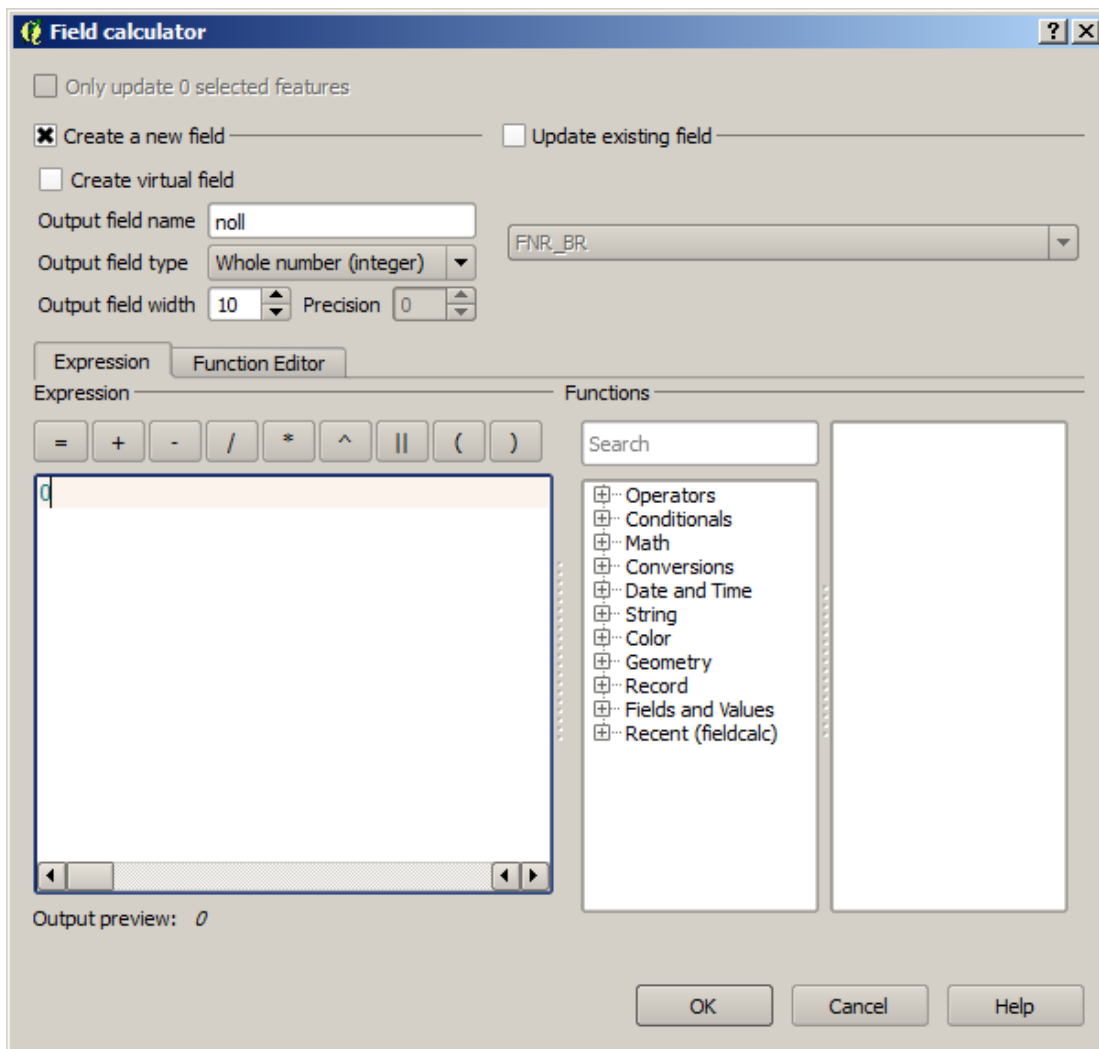 Field calculator
Only update 0 selected features
Create a new field
Update existing field
Create virtual field
Output field name noll
FNR_BR
Output field type Whole number (integer)
Output field width 10 Precision 0
Expression Function Editor
Expression Functions
= + - / * ^ || ( )
Search
0
Operators
Conditionals
Math
Conversions
Date and Time
String
Color
Geometry
Record
Fields and Values
Recent (fieldcalc)
Output preview: 0
OK Cancel Help